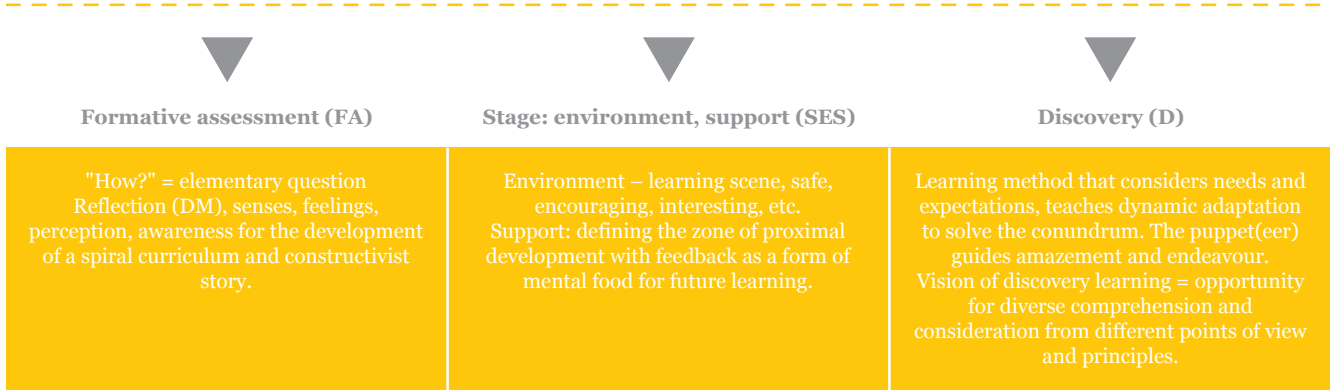 Formative assessment (FA)
"How?" = elementary question
Reflection (DM), senses, feelings,
perception, awareness for the development
of a spiral curriculum and constructivist
story.
Stage: environment, support (SES)
Environment – learning scene, safe,
encouraging, interesting, etc.
Support: defining the zone of proximal
development with feedback as a form of
mental food for future learning.
Discovery (D)
Learning method that considers needs and
expectations, teaches dynamic adaptation
to solve the conundrum. The puppet(eer)
guides amazement and endeavour.
Vision of discovery learning = opportunity
for diverse comprehension and
consideration from different points of view
and principles.